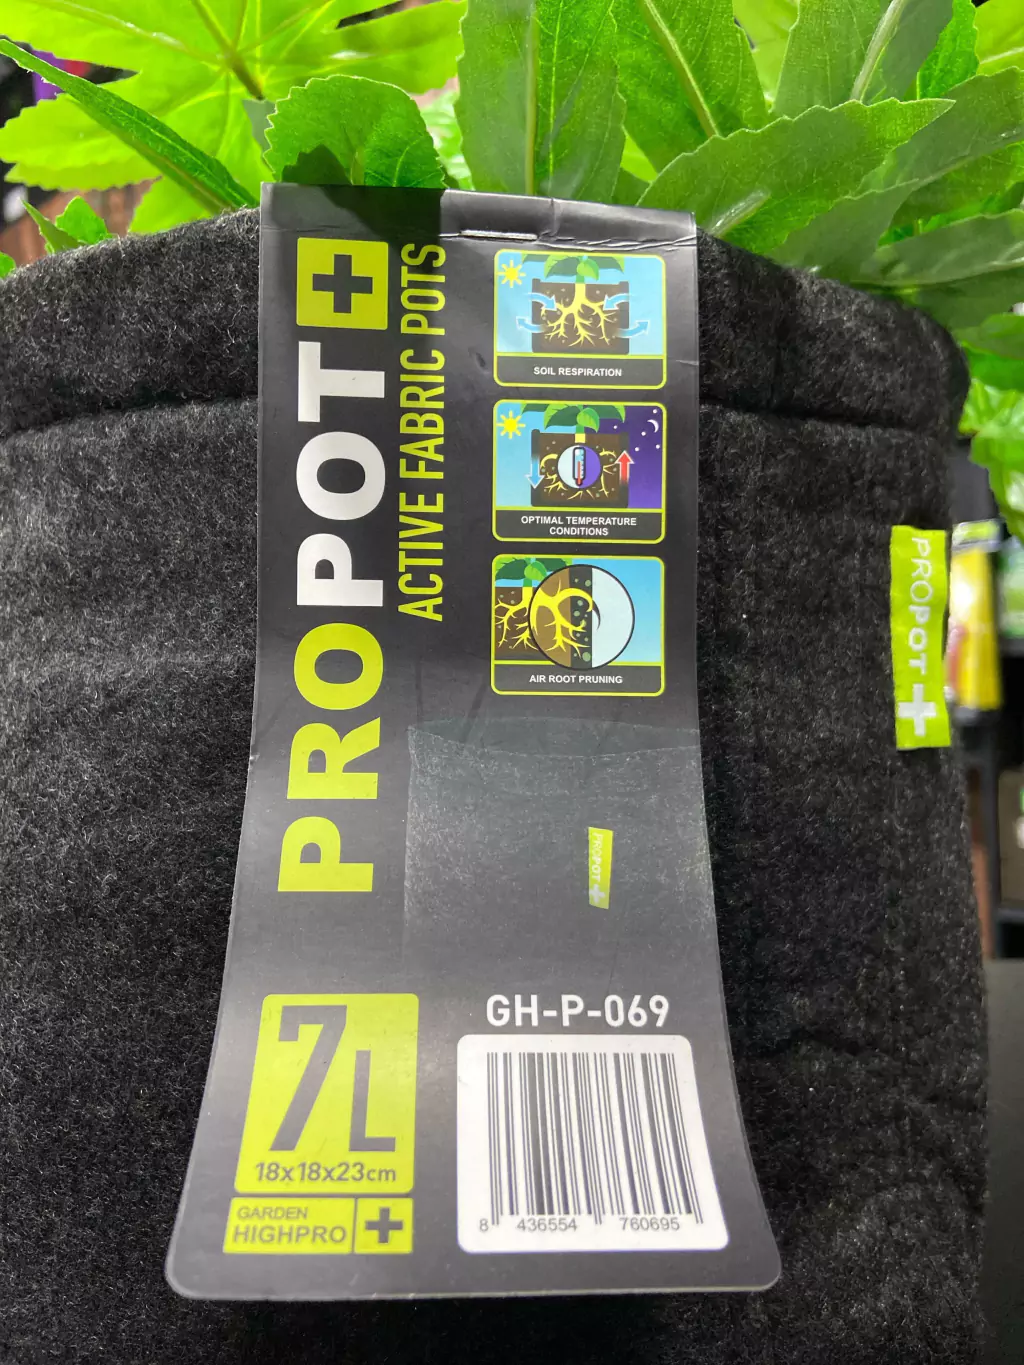 PROPOT+
ACTIVE FABRIC POTS
SOIL RESPIRATION
OPTIMAL TEMPERATURE
CONDITIONS
AIR ROOT PRUNING
PROPOT+
PROPOT+
7L
18x18x23cm
GARDEN
HIGHPRO +
GH-P-069
8 436554 760695